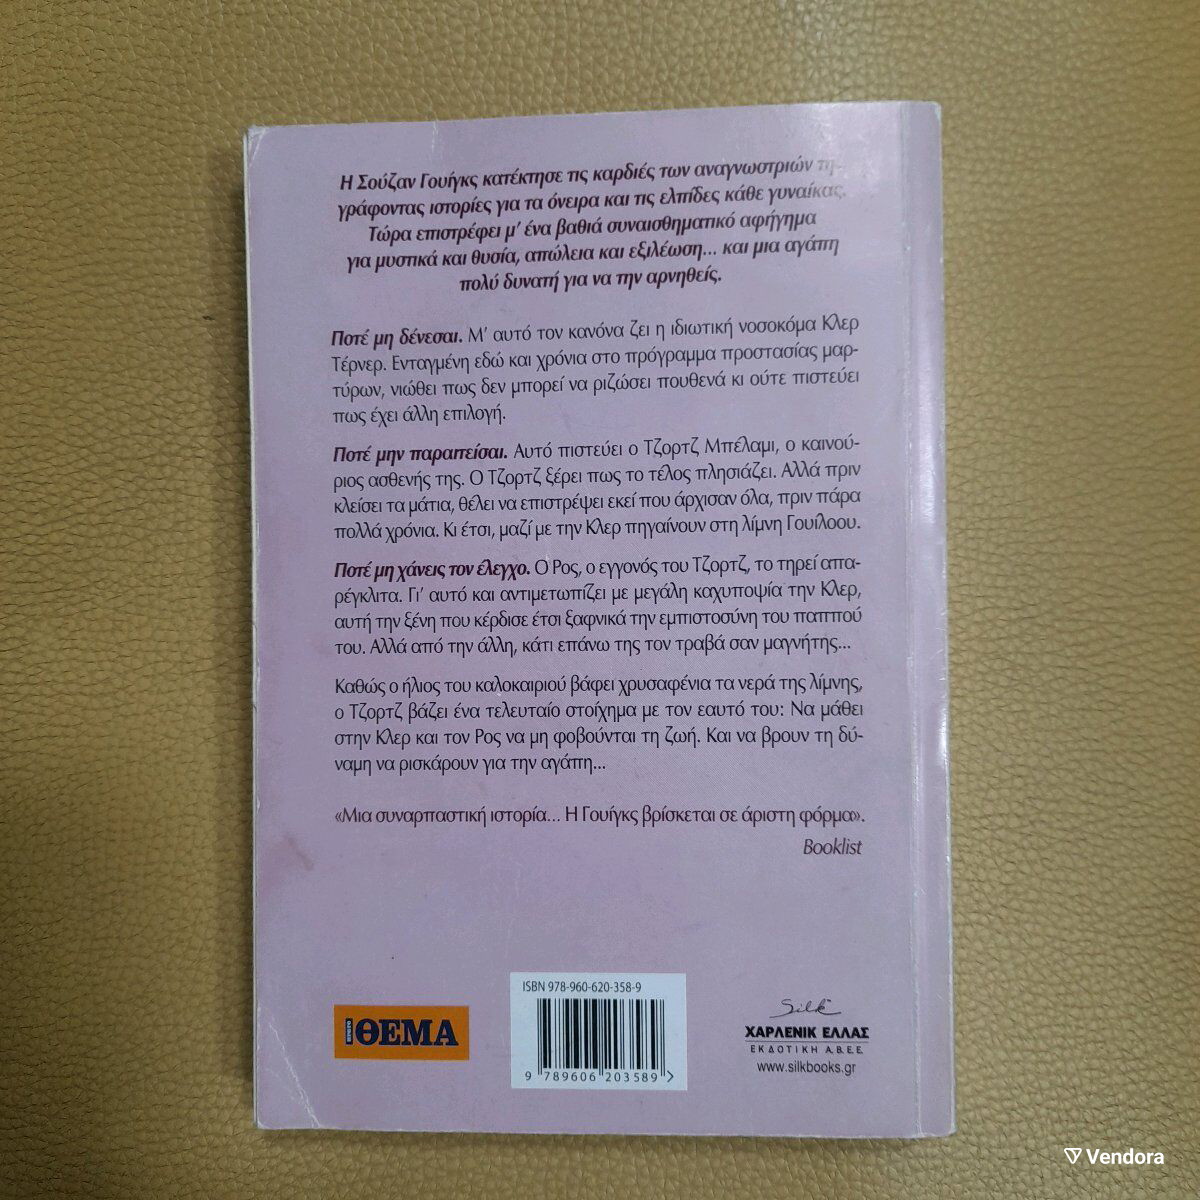 Η Σούζαν Γουίγκς κατέκτησε τις καρδιές των αναγνωστριών
γράφοντας ιστορίες για τα όνειρα και τις ελπίδες κάθε γυναίκας.
Τώρα επιστρέφει μ' ένα βαθιά συναισθηματικό αφήγημα
για μυστικά και θυσία, απώλεια και εξιλέωση... και μια αγάπη
πολύ δυνατή για να την αρνηθείς.
Ποτέ μη δένεσαι. Μ' αυτό τον κανόνα ζει η ιδιωτική νοσοκόμα Κλερ
Τέρνερ. Ενταγμένη εδώ και χρόνια στο πρόγραμμα προστασίας μαρ-
τύρων, νιώθει πως δεν μπορεί να ριζώσει πουθενά κι ούτε πιστεύει
πως έχει άλλη επιλογή.
Ποτέ μην παραιτείσαι. Αυτό πιστεύει ο Τζορτζ Μπέλαμι, ο καινού-
ριος ασθενής της. Ο Τζορτζ ξέρει πως το τέλος πλησιάζει. Αλλά πριν
κλείσει τα μάτια, θέλει να επιστρέψει εκεί που άρχισαν όλα, πριν πάρα
πολλά χρόνια. Κι έτσι, μαζί με την Κλερ πηγαίνουν στη λίμνη Γουίλοου.
Ποτέ μη χάνεις τον έλεγχο. Ο Ρος, ο εγγονός του Τζορτζ, το τηρεί απα-
ρέγκλιτα. Γι' αυτό και αντιμετωπίζει με μεγάλη καχυποψία την Κλερ,
αυτή την ξένη που κέρδισε έτσι ξαφνικά την εμπιστοσύνη του παππού
του. Αλλά από την άλλη, κάτι επάνω της τον τραβά σαν μαγνήτης...
Καθώς ο ήλιος του καλοκαιριού βάφει χρυσαφένια τα νερά της λίμνης,
ο Τζορτζ βάζει ένα τελευταίο στοίχημα με τον εαυτό του: Να μάθει
στην Κλερ και τον Ρος να μη φοβούνται τη ζωή. Και να βρουν τη δύ-
ναμη να ρισκάρουν για την αγάπη...
«Μια συναρπαστική ιστορία... Η Γουίγκς βρίσκεται σε άριστη φόρμα».
Booklist
ISBN 978-960-620-358-9
9 789606 203589 >
ΠΡΩΤΟ ΘΕΜΑ
Silk
ΧΑΡΛΕΝΙΚ ΕΛΛΑΣ
ΕΚΔΟΤΙΚΗ Α.Β.Ε.Ε.
www.silkbooks.gr
Vendora